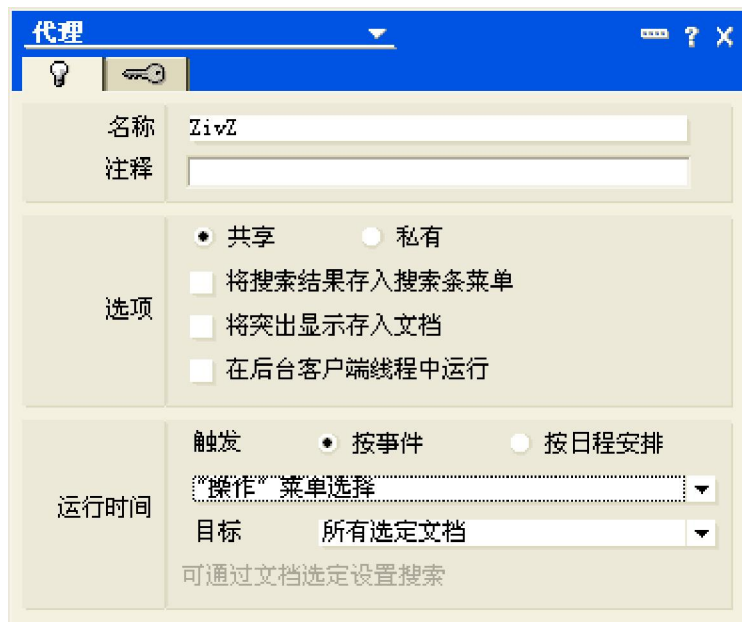 代理
? X
名称 ZivZ
注释
选项
共享 私有
将搜索结果存入搜索条菜单
将突出显示存入文档
在后台客户端线程中运行
运行时间
触发 按事件 按日程安排
"操作" 菜单选择
目标 所有选定文档
可通过文档选定设置搜索